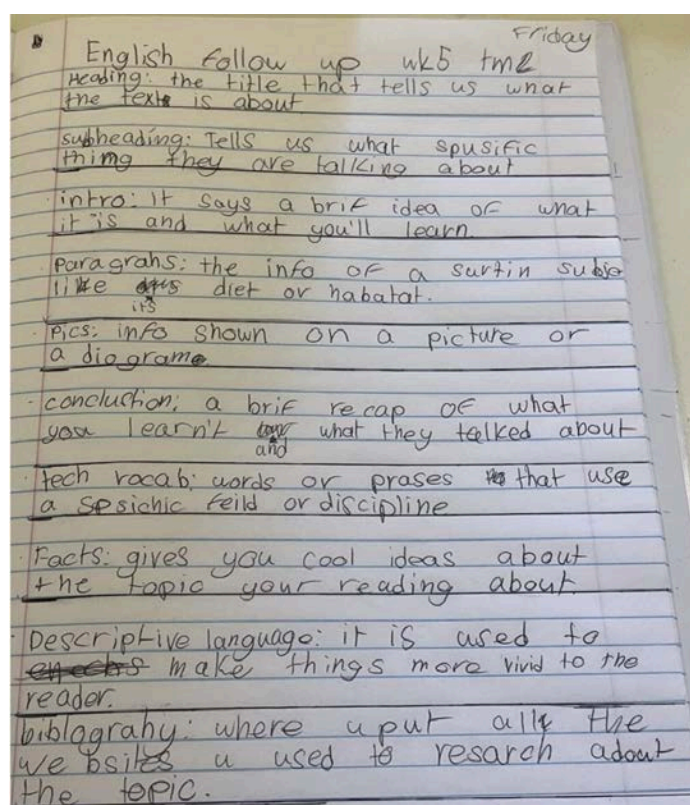 Friday
English follow up wk5 tm2
Heading: the title that tells us what
the text is about
subheading: Tells us what spusific
thimg they are talking about
intro: It says a brif idea of what
it is and what you'll learn.
Paragrahs: the info of a surtin subje
like its diet or habatat.
Pics: info shown on a picture or
a diograme.
conclustion: a brif recap of what
you learn't and what they talked about
tech vocab: words or prases that use
a spsichic feild or discipline
Facts: gives you cool ideas about
the topic your reading about.
Descriptive language: it is used to
make things more vivid to the
reader.
biblograhy: where u put all the
websites u used to resarch adout
the topic.